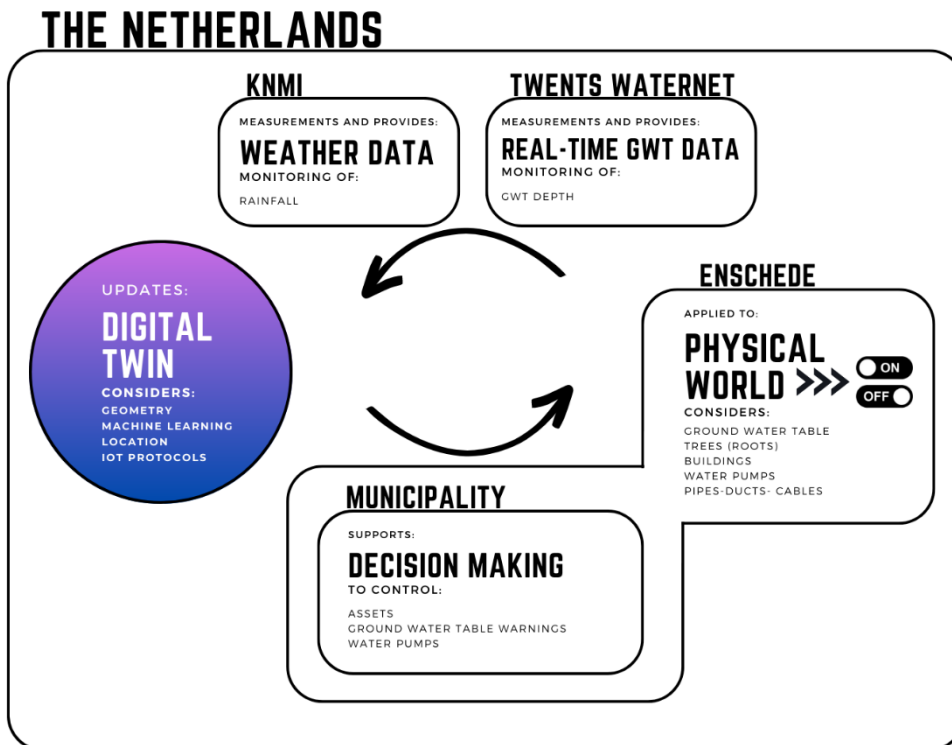 THE NETHERLANDS
KNMI
MEASUREMENTS AND PROVIDES:
WEATHER DATA
MONITORING OF:
RAINFALL
TWENTS WATERNET
MEASUREMENTS AND PROVIDES:
REAL-TIME GWT DATA
MONITORING OF:
GWT DEPTH
UPDATES:
DIGITAL
TWIN
CONSIDERS:
GEOMETRY
MACHINE LEARNING
LOCATION
IOT PROTOCOLS
ENSCHEDE
APPLIED TO:
PHYSICAL
WORLD
ON
OFF
CONSIDERS:
GROUND WATER TABLE
TREES (ROOTS)
BUILDINGS
WATER PUMPS
PIPES-DUCTS- CABLES
MUNICIPALITY
SUPPORTS:
DECISION MAKING
TO CONTROL:
ASSETS
GROUND WATER TABLE WARNINGS
WATER PUMPS